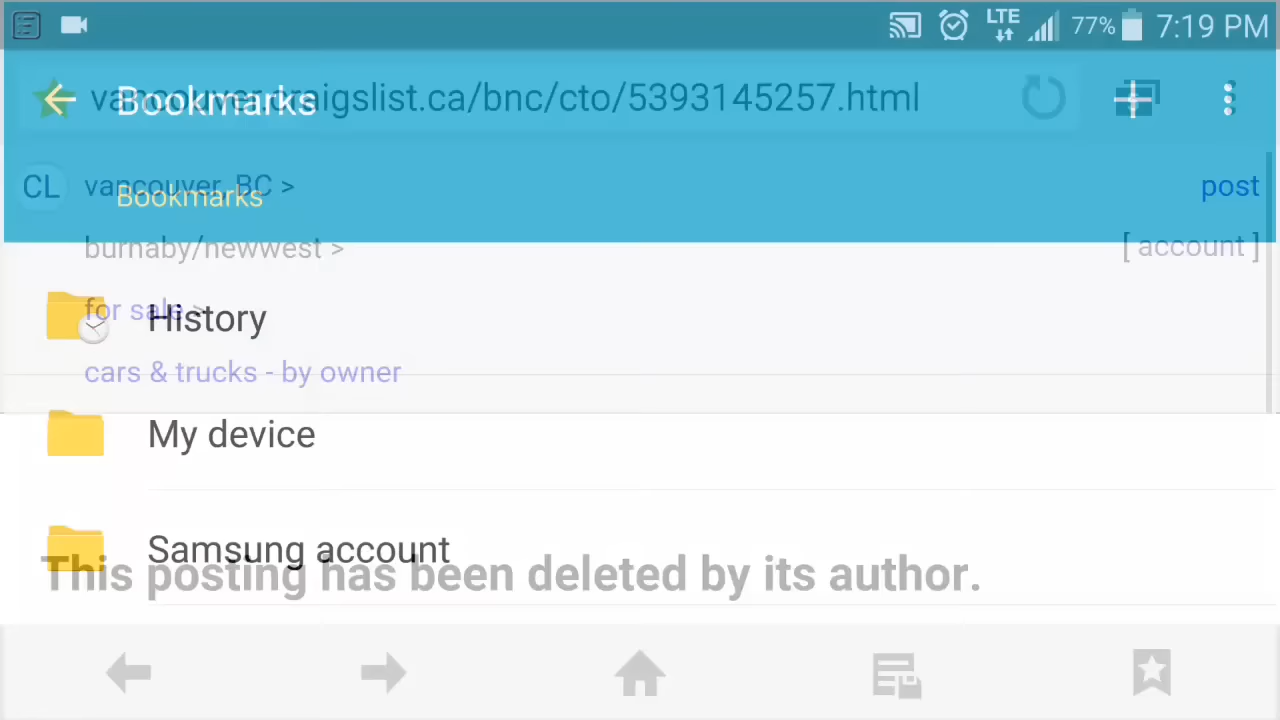 LTE 77% 7:19 PM
vancouver.craigslist.ca/bnc/cto/5393145257.html
Bookmarks
CL vancouver, BC > post
Bookmarks
burnaby/newwest > [ account ]
for sale >
History
cars & trucks - by owner
My device
Samsung account
This posting has been deleted by its author.